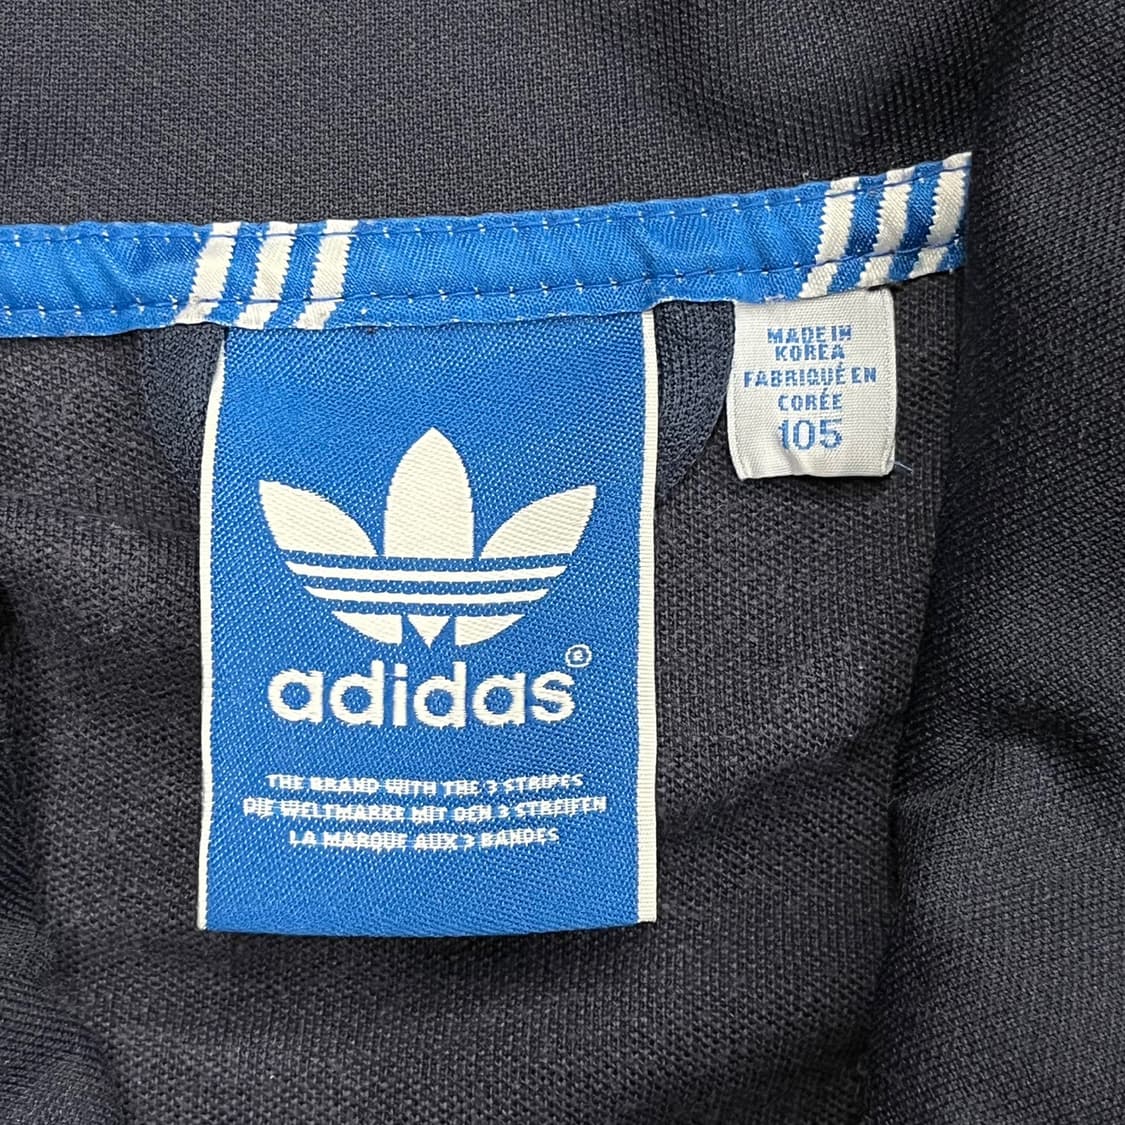 adidas®
THE BRAND WITH THE 3 STRIPES
DIE WELTMARKE MIT DEN 3 STREIFEN
LA MARQUE AUX 3 BANDES
MADE IN
KOREA
FABRIQUÉ EN
CORÉE
105